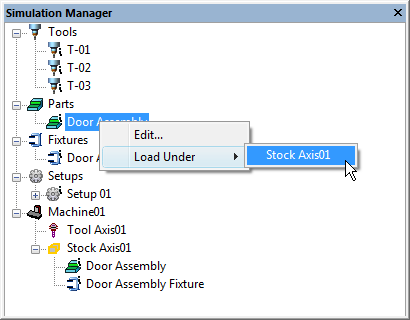 Simulation Manager
Tools
T-01
T-02
T-03
Parts
Door Assembly
Edit...
Fixtures
Door A
Load Under
Stock Axis01
Setups
Setup 01
Machine01
Tool Axis01
Stock Axis01
Door Assembly
Door Assembly Fixture